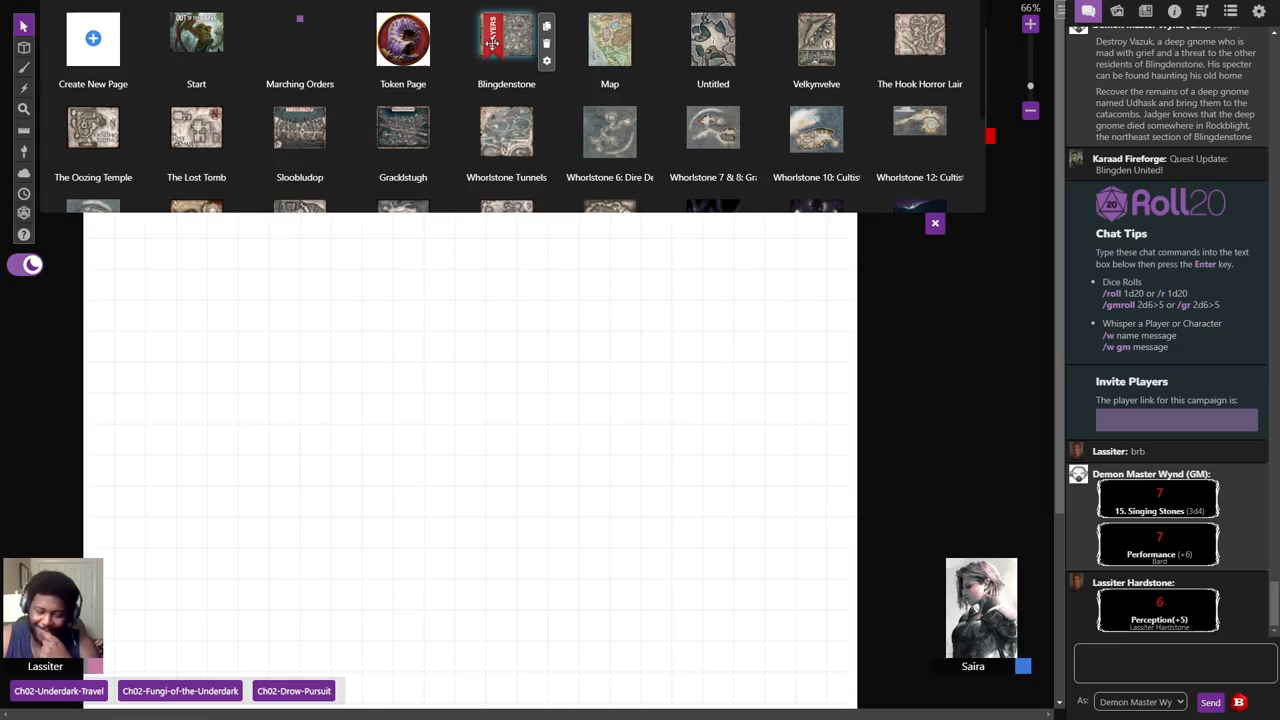 66%
OUT OF THE ABYSS
PLAYERS
Create New Page
Start
Marching Orders
Token Page
Blingdenstone
Map
Untitled
Velkynvelve
The Hook Horror Lair
The Oozing Temple
The Lost Tomb
Sloobludop
Gracklstugh
Whorlstone Tunnels
Whorlstone 6: Dire De
Whorlstone 7 & 8: Gra
Whorlstone 10: Cultist
Whorlstone 12: Cultist
Destroy Vazuk, a deep gnome who is
mad with grief and a threat to the other
residents of Blingdenstone. His specter
can be found haunting his old home
Recover the remains of a deep gnome
named Udhask and bring them to the
catacombs. Jadger knows that the deep
gnome died somewhere in Rockblight,
the northeast section of Blingdenstone
Karaad Fireforge: Quest Update:
Blingden United!
20
Roll20
Chat Tips
Type these chat commands into the text
box below then press the Enter key.
Dice Rolls
/roll 1d20 or /r 1d20
/gmroll 2d6>5 or /gr 2d6>5
Whisper a Player or Character
/w name message
/w gm message
Invite Players
The player link for this campaign is:
Lassiter: brb
Demon Master Wynd (GM):
7
15. Singing Stones (3d4)
7
Performance (+6)
Bard
Lassiter Hardstone:
6
Perception(+5)
Lassiter Hardstone
Lassiter
Saira
Ch02-Underdark-Travel
Ch02-Fungi-of-the-Underdark
Ch02-Drow-Pursuit
As:
Demon Master Wy
Send